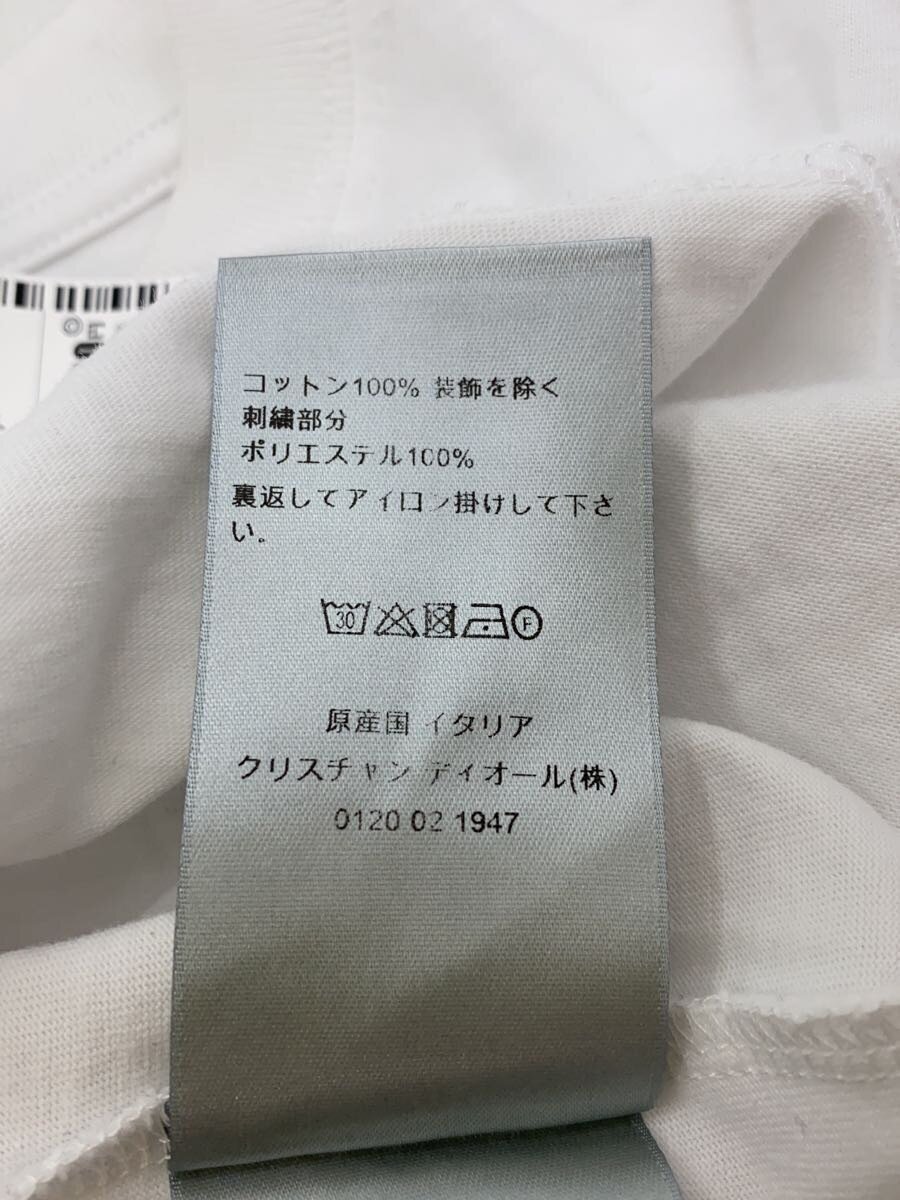 コットン100% 装飾を除く
刺繍部分
ポリエステル100%
裏返してアイロン掛けして下さ
い。
30
F
原産国 イタリア
クリスチャン ディオール(株)
0120 02 1947
©